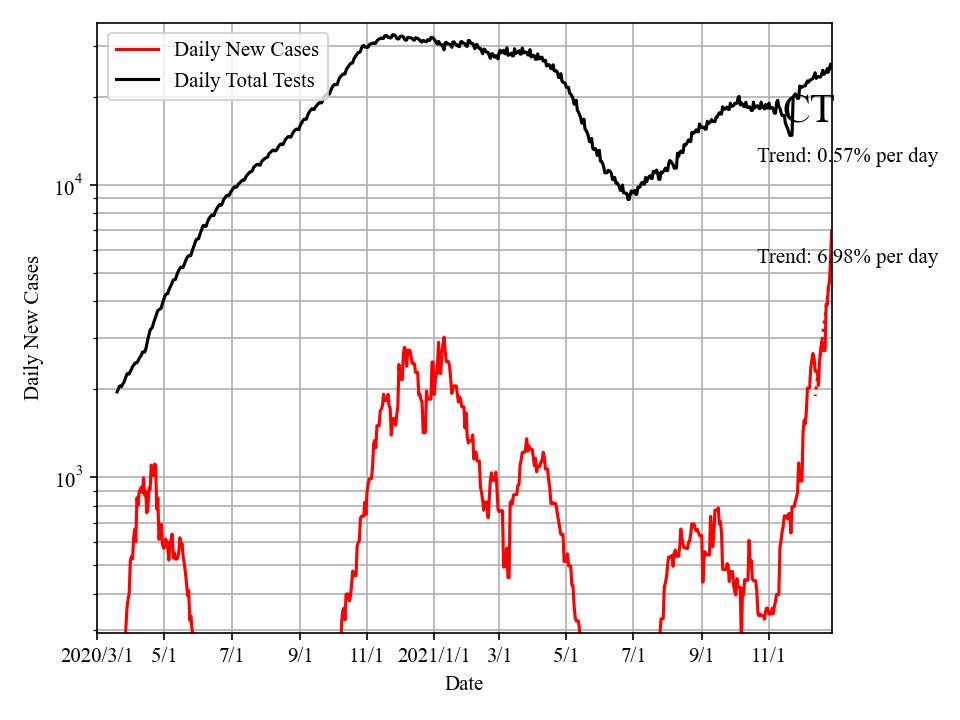 Daily New Cases
Daily Total Tests
CT
Trend: 0.57% per day
Trend: 6.98% per day
10^4
10^3
Daily New Cases
2020/3/1 5/1 7/1 9/1 11/1 2021/1/1 3/1 5/1 7/1 9/1 11/1
Date